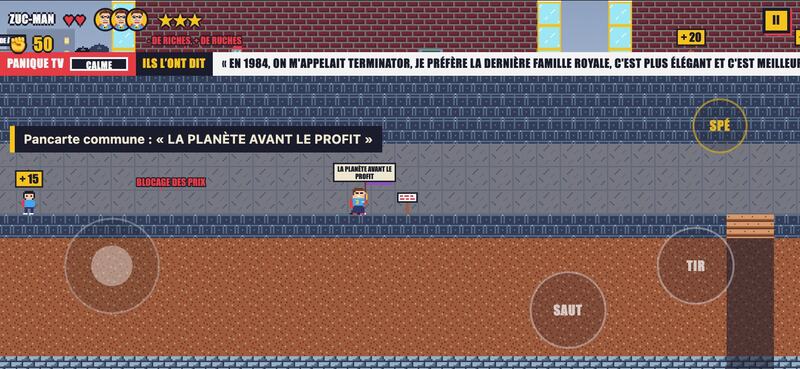 ZUC-MAN
50
- DE RICHES, + DE RUCHES
+ 20
PANIQUE TV
CALME
ILS L'ONT DIT
« EN 1984, ON M'APPELAIT TERMINATOR, JE PRÉFÈRE LA DERNIÈRE FAMILLE ROYALE, C'EST PLUS ÉLÉGANT ET C'EST MEILLEUR
SPÉ
Pancarte commune : « LA PLANÈTE AVANT LE PROFIT »
+ 15
BLOCAGE DES PRIX
LA PLANÈTE AVANT LE
PROFIT
TIR
SAUT